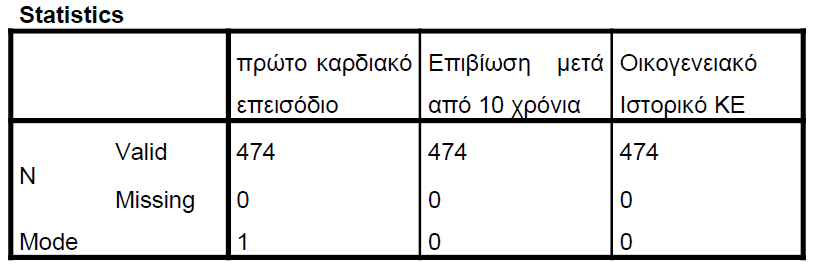 Statistics
πρώτο καρδιακό επεισόδιο
Επιβίωση μετά από 10 χρόνια
Οικογενειακό Ιστορικό ΚΕ
N
Valid 474 474 474
Missing 0 0 0
Mode 1 0 0